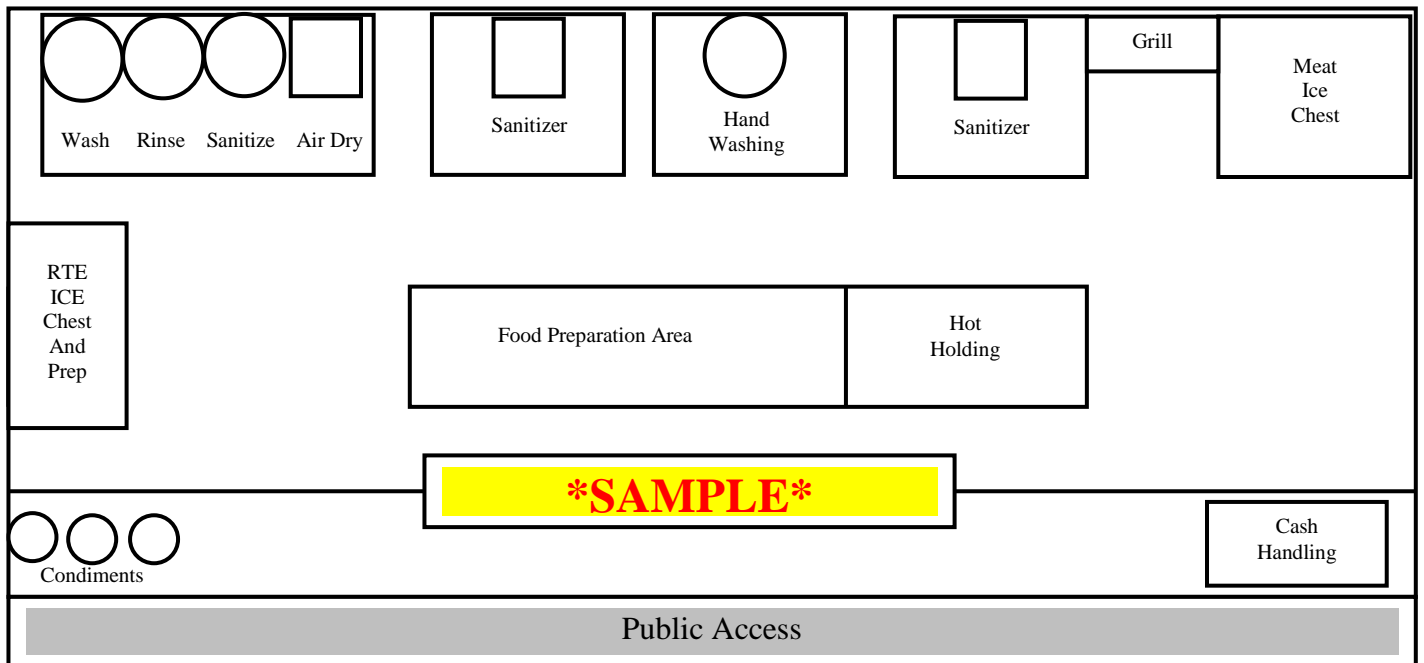 Wash
Rinse
Sanitize
Air Dry
Sanitizer
Hand
Washing
Sanitizer
Grill
Meat
Ice
Chest
RTE
ICE
Chest
And
Prep
Food Preparation Area
Hot
Holding
*SAMPLE*
Condiments
Cash
Handling
Public Access